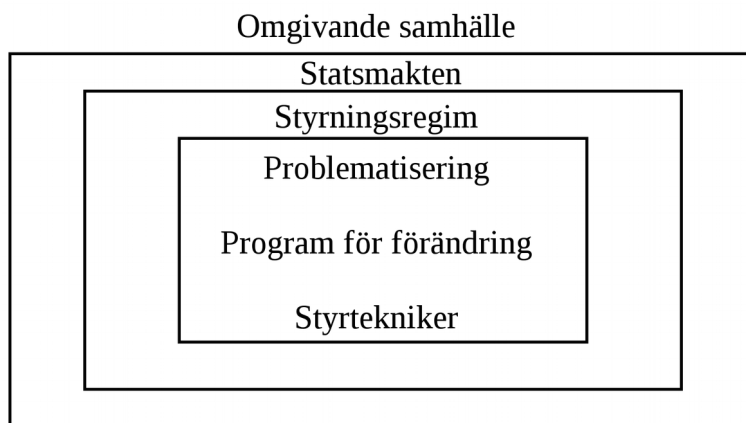 Omgivande samhälle
Statsmakten
Styrningsregim
Problematisering
Program för förändring
Styrtekniker